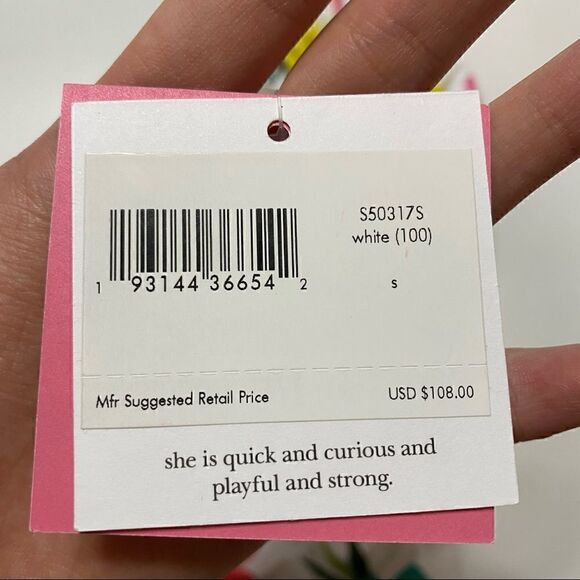 S50317S
white (100)
1 93144 36654 2
s
Mfr Suggested Retail Price USD $108.00
she is quick and curious and
playful and strong.